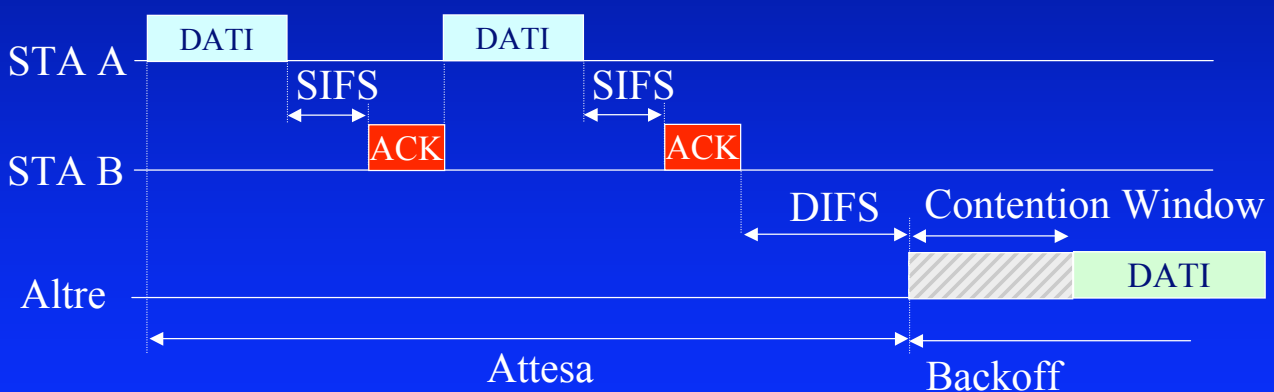 DATI DATI
STA A
SIFS SIFS
ACK ACK
STA B
DIFS Contention Window
DATI
Altre
Attesa
Backoff